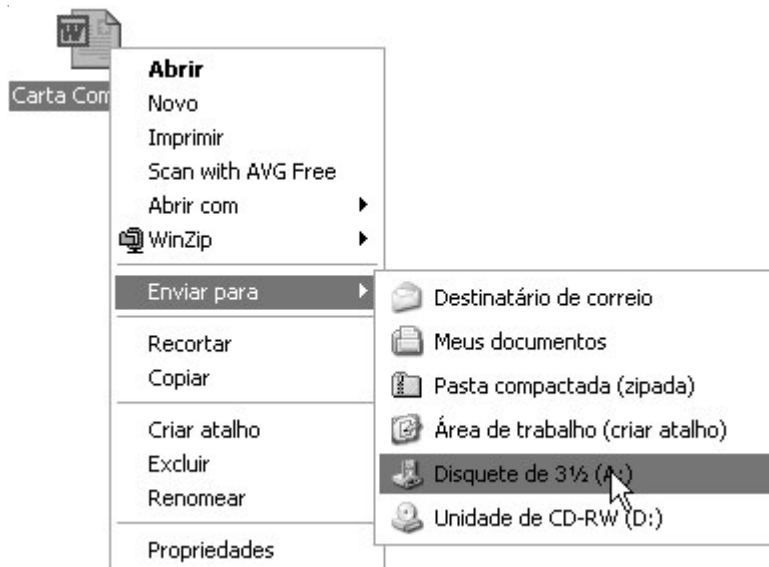 Carta Com
Abrir
Novo
Imprimir
Scan with AVG Free
Abrir com
WinZip
Enviar para
Recortar
Copiar
Criar atalho
Excluir
Renomear
Propriedades
Destinatário de correio
Meus documentos
Pasta compactada (zipada)
Área de trabalho (criar atalho)
Disquete de 3½ (A:)
Unidade de CD-RW (D:)